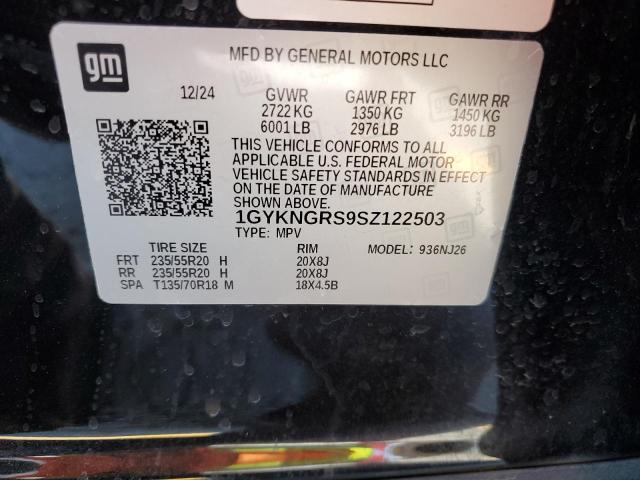 gm
MFD BY GENERAL MOTORS LLC
12/24 GVWR GAWR FRT GAWR RR
2722 KG 1350 KG 1450 KG
6001 LB 2976 LB 3196 LB
THIS VEHICLE CONFORMS TO ALL
APPLICABLE U.S. FEDERAL MOTOR
VEHICLE SAFETY STANDARDS IN EFFECT
ON THE DATE OF MANUFACTURE
SHOWN ABOVE.
1GYKNGRS9SZ122503
TYPE: MPV MODEL: 936NJ26
TIRE SIZE RIM
FRT 235/55R20 H 20X8J
RR 235/55R20 H 20X8J
SPA T135/70R18 M 18X4.5B